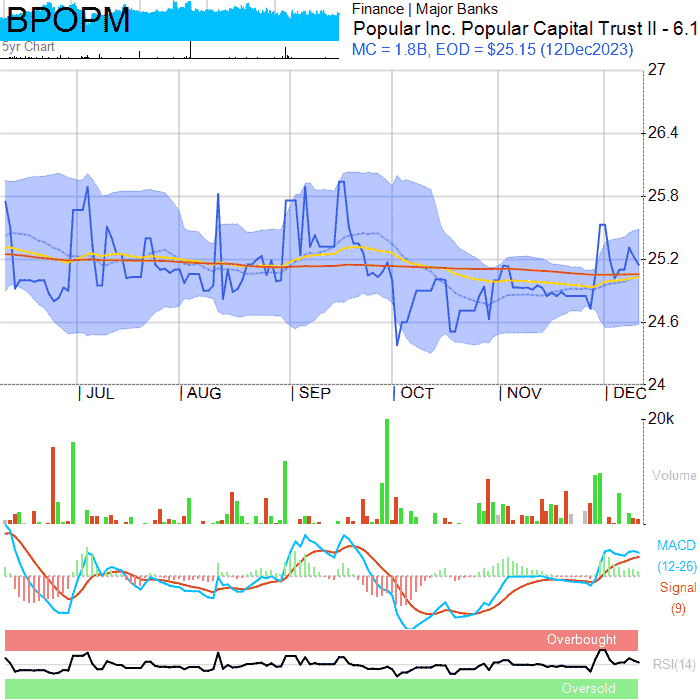 BPOPM
5yr Chart
Finance | Major Banks
Popular Inc. Popular Capital Trust II - 6.1
MC = 1.8B, EOD = $25.15 (12Dec2023)
27
26.4
25.8
25.2
24.6
24
| JUL | AUG | SEP | OCT | NOV | DEC
20k
Volume
MACD
(12-26)
Signal
(9)
Overbought
RSI(14)
Oversold